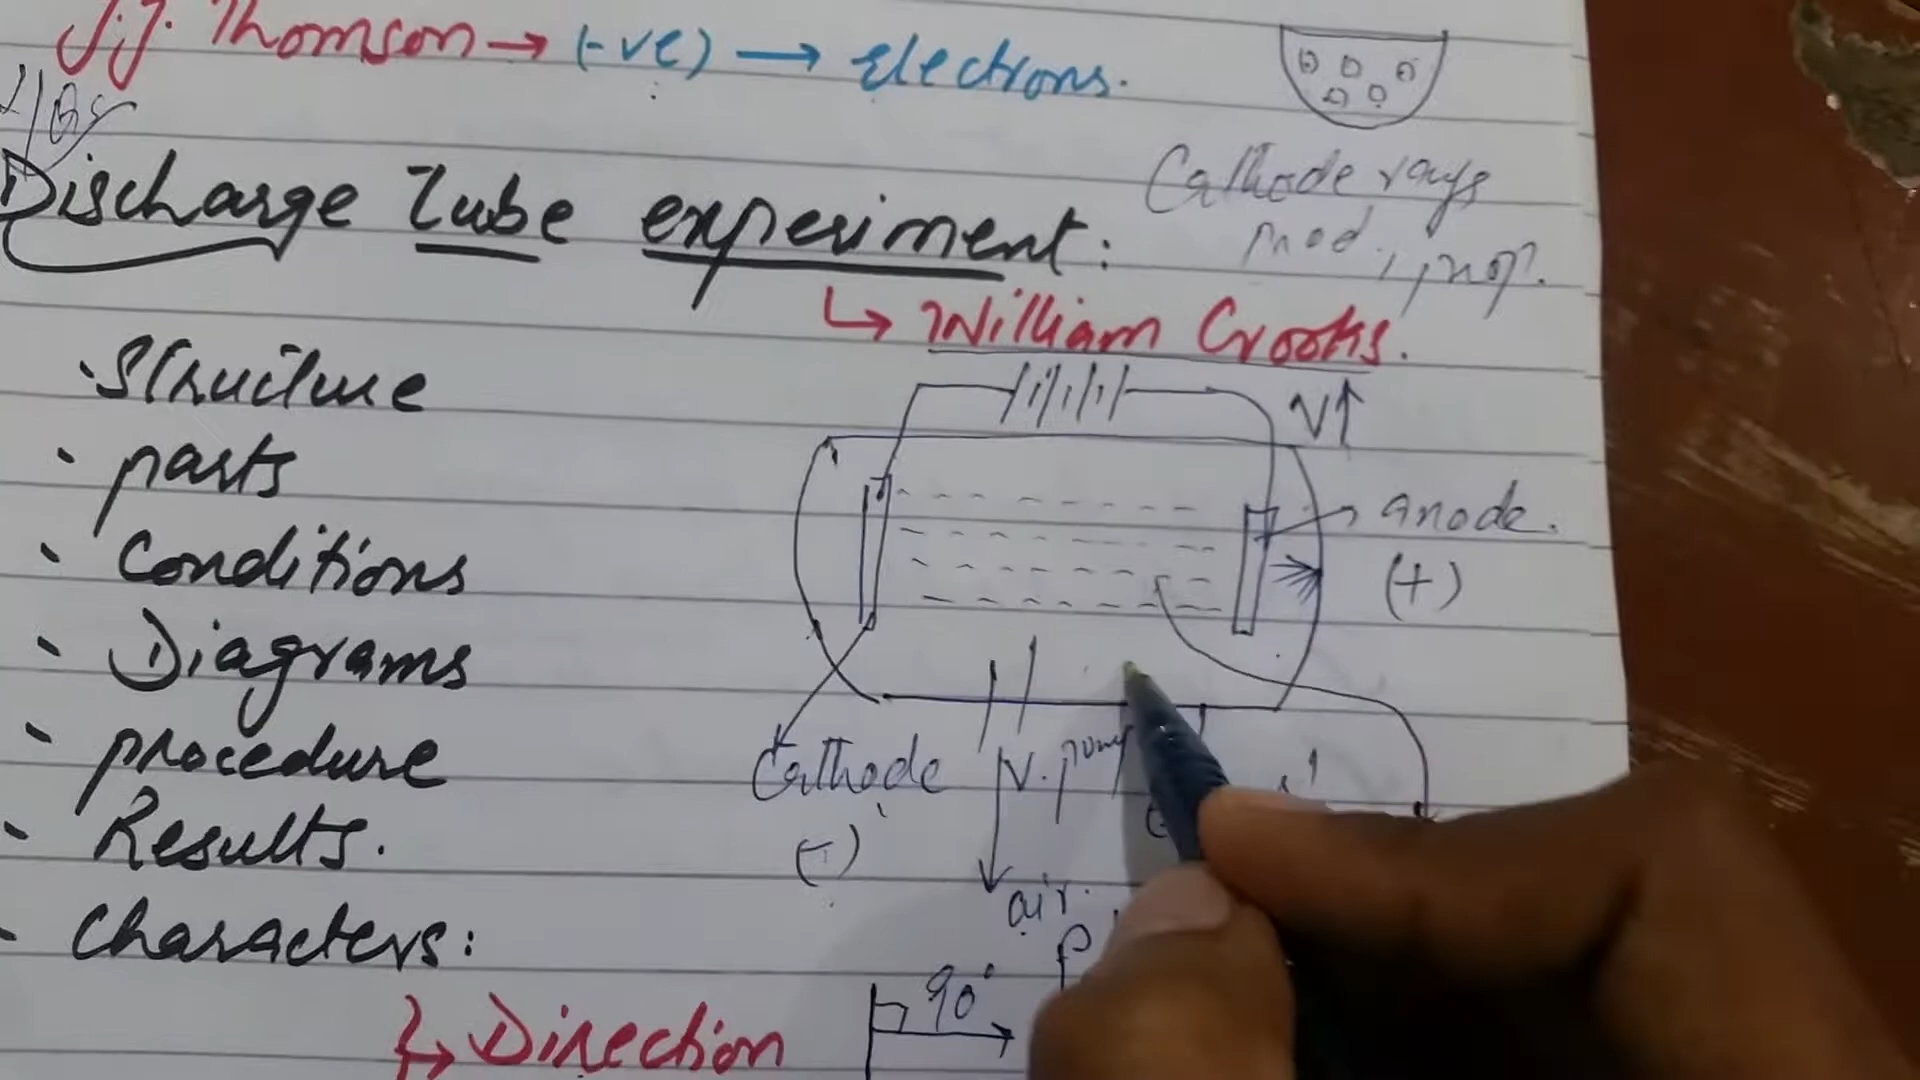 J.J. Thomson → (-ve) → Electrons.
Discharge Tube experiment:
Cathode rays
prod., prop.
↳ William Crooks.
V↑
· Structure
· parts
· Conditions
· Diagrams
· procedure
· Results.
· Characters:
anode.
(+)
Cathode
(-)
V. pump
air.
P
↳ Direction
90°